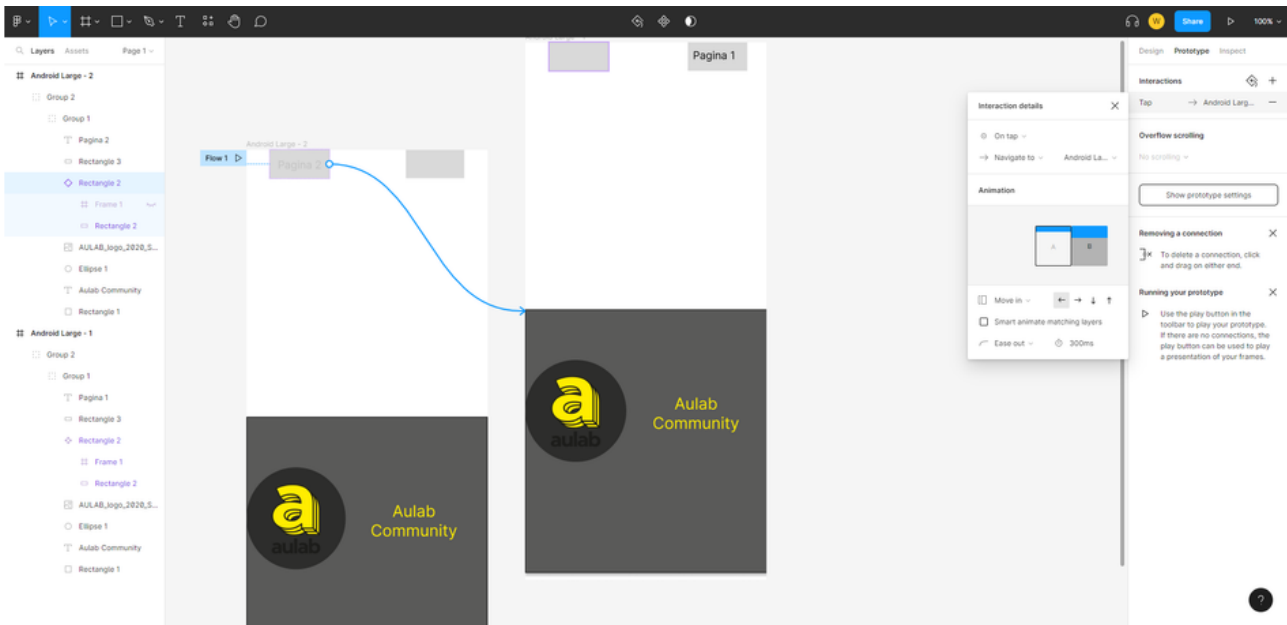 W
Share
100%
Layers Assets Page 1
Android Large - 2
Group 2
Group 1
Pagina 2
Rectangle 3
Rectangle 2
Frame 1
Rectangle 2
AULAB_logo_2020_S...
Ellipse 1
Aulab Community
Rectangle 1
Android Large - 1
Group 2
Group 1
Pagina 1
Rectangle 3
Rectangle 2
Frame 1
Rectangle 2
AULAB_logo_2020_S...
Ellipse 1
Aulab Community
Rectangle 1
Flow 1
Android Large - 2
Pagina 2
a
aulab
Aulab
Community
Pagina 1
a
aulab
Aulab
Community
Interaction details
On tap
Navigate to Android La...
Animation
A B
Move in
Smart animate matching layers
Ease out 300ms
Design Prototype Inspect
Interactions
Tap Android Larg...
Overflow scrolling
No scrolling
Show prototype settings
Removing a connection
To delete a connection, click
and drag on either end.
Running your prototype
Use the play button in the
toolbar to play your prototype.
If there are no connections, the
play button can be used to play
a presentation of your frames.
?